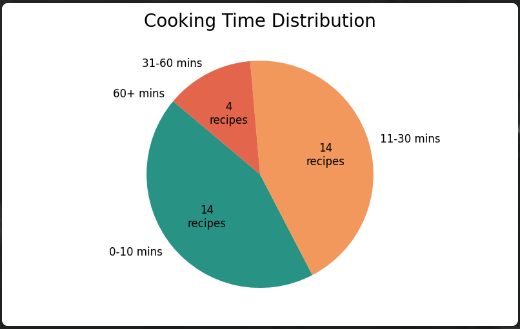 Cooking Time Distribution
31-60 mins
60+ mins
4
recipes
11-30 mins
14
recipes
14
recipes
0-10 mins